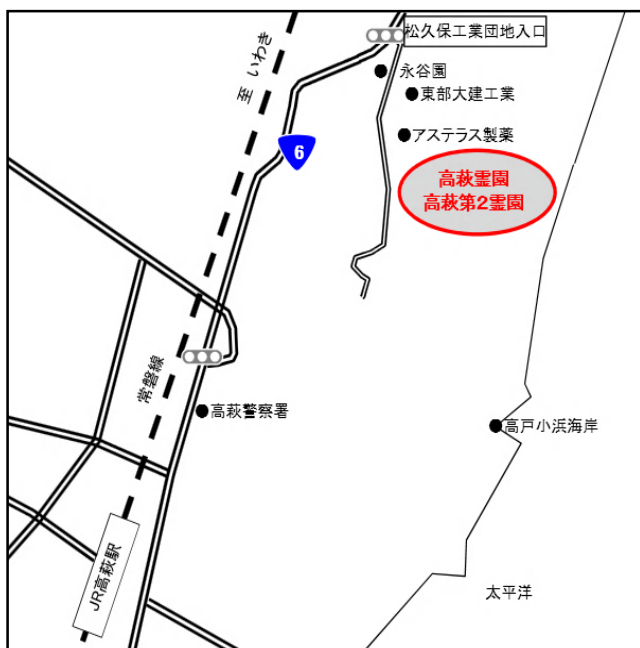 松久保工業団地入口
至 いわき
永谷園
東部大建工業
6
アステラス製薬
高萩霊園
高萩第2霊園
常磐線
高萩警察署
高戸小浜海岸
JR高萩駅
太平洋